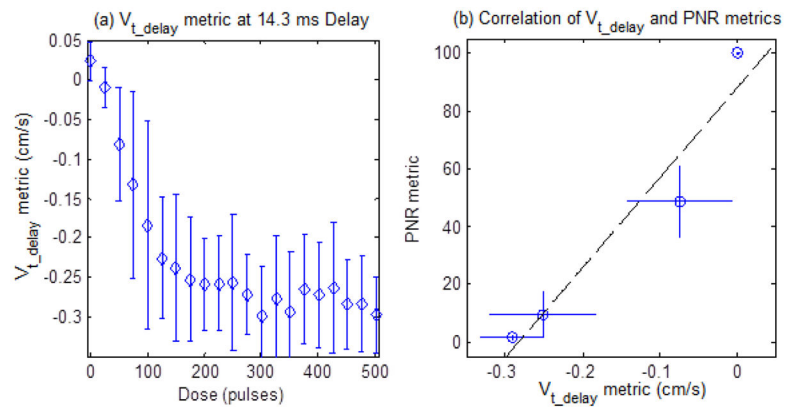 (a) V_t_delay metric at 14.3 ms Delay
0.05
0
-0.05
-0.1
-0.15
-0.2
-0.25
-0.3
V_t_delay metric (cm/s)
0 100 200 300 400 500
Dose (pulses)
(b) Correlation of V_t_delay and PNR metrics
100
80
60
40
20
0
PNR metric
-0.3 -0.2 -0.1 0
V_t_delay metric (cm/s)